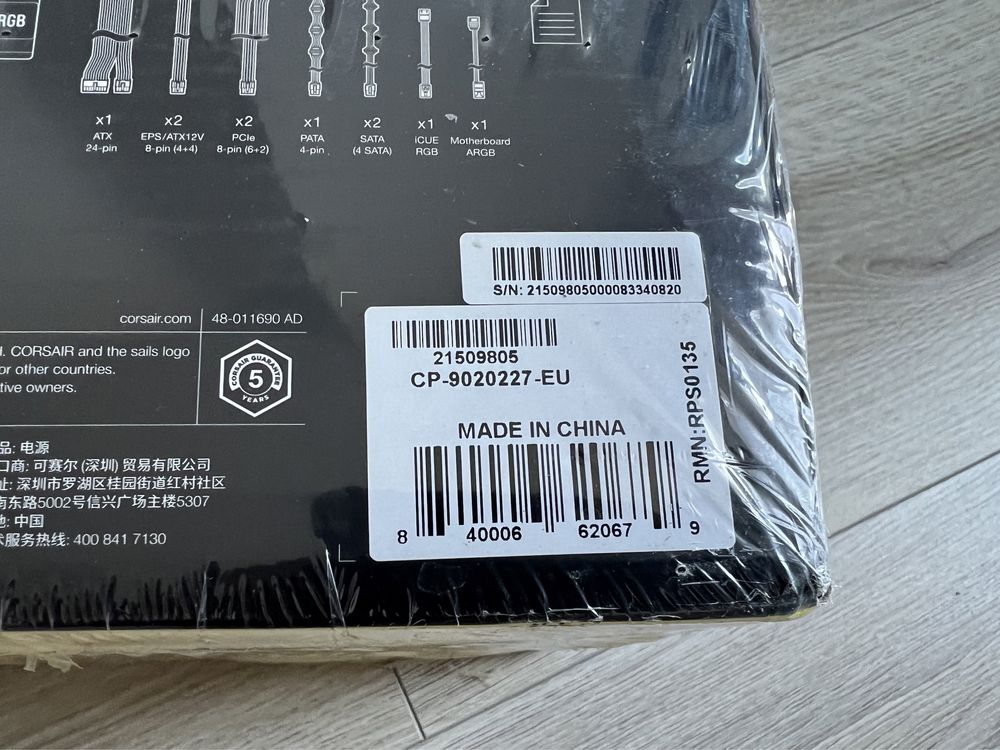 RGB
x1
ATX
24-pin
x2
EPS/ATX12V
8-pin (4+4)
x2
PCIe
8-pin (6+2)
x1
PATA
4-pin
x2
SATA
(4 SATA)
x1
iCUE
RGB
x1
Motherboard
ARGB
S/N: 21509805000083340820
corsair.com
48-011690 AD
CORSAIR and the sails logo
or other countries.
owners.
CORSAIR GUARANTEE
5
YEARS
21509805
CP-9020227-EU
MADE IN CHINA
8 40006 62067 9
RMN:RPS0135
品: 电源
口商: 可赛尔 (深圳) 贸易有限公司
址: 深圳市罗湖区桂园街道红村社区
南东路5002号信兴广场主楼5307
地: 中国
术服务热线: 400 841 7130